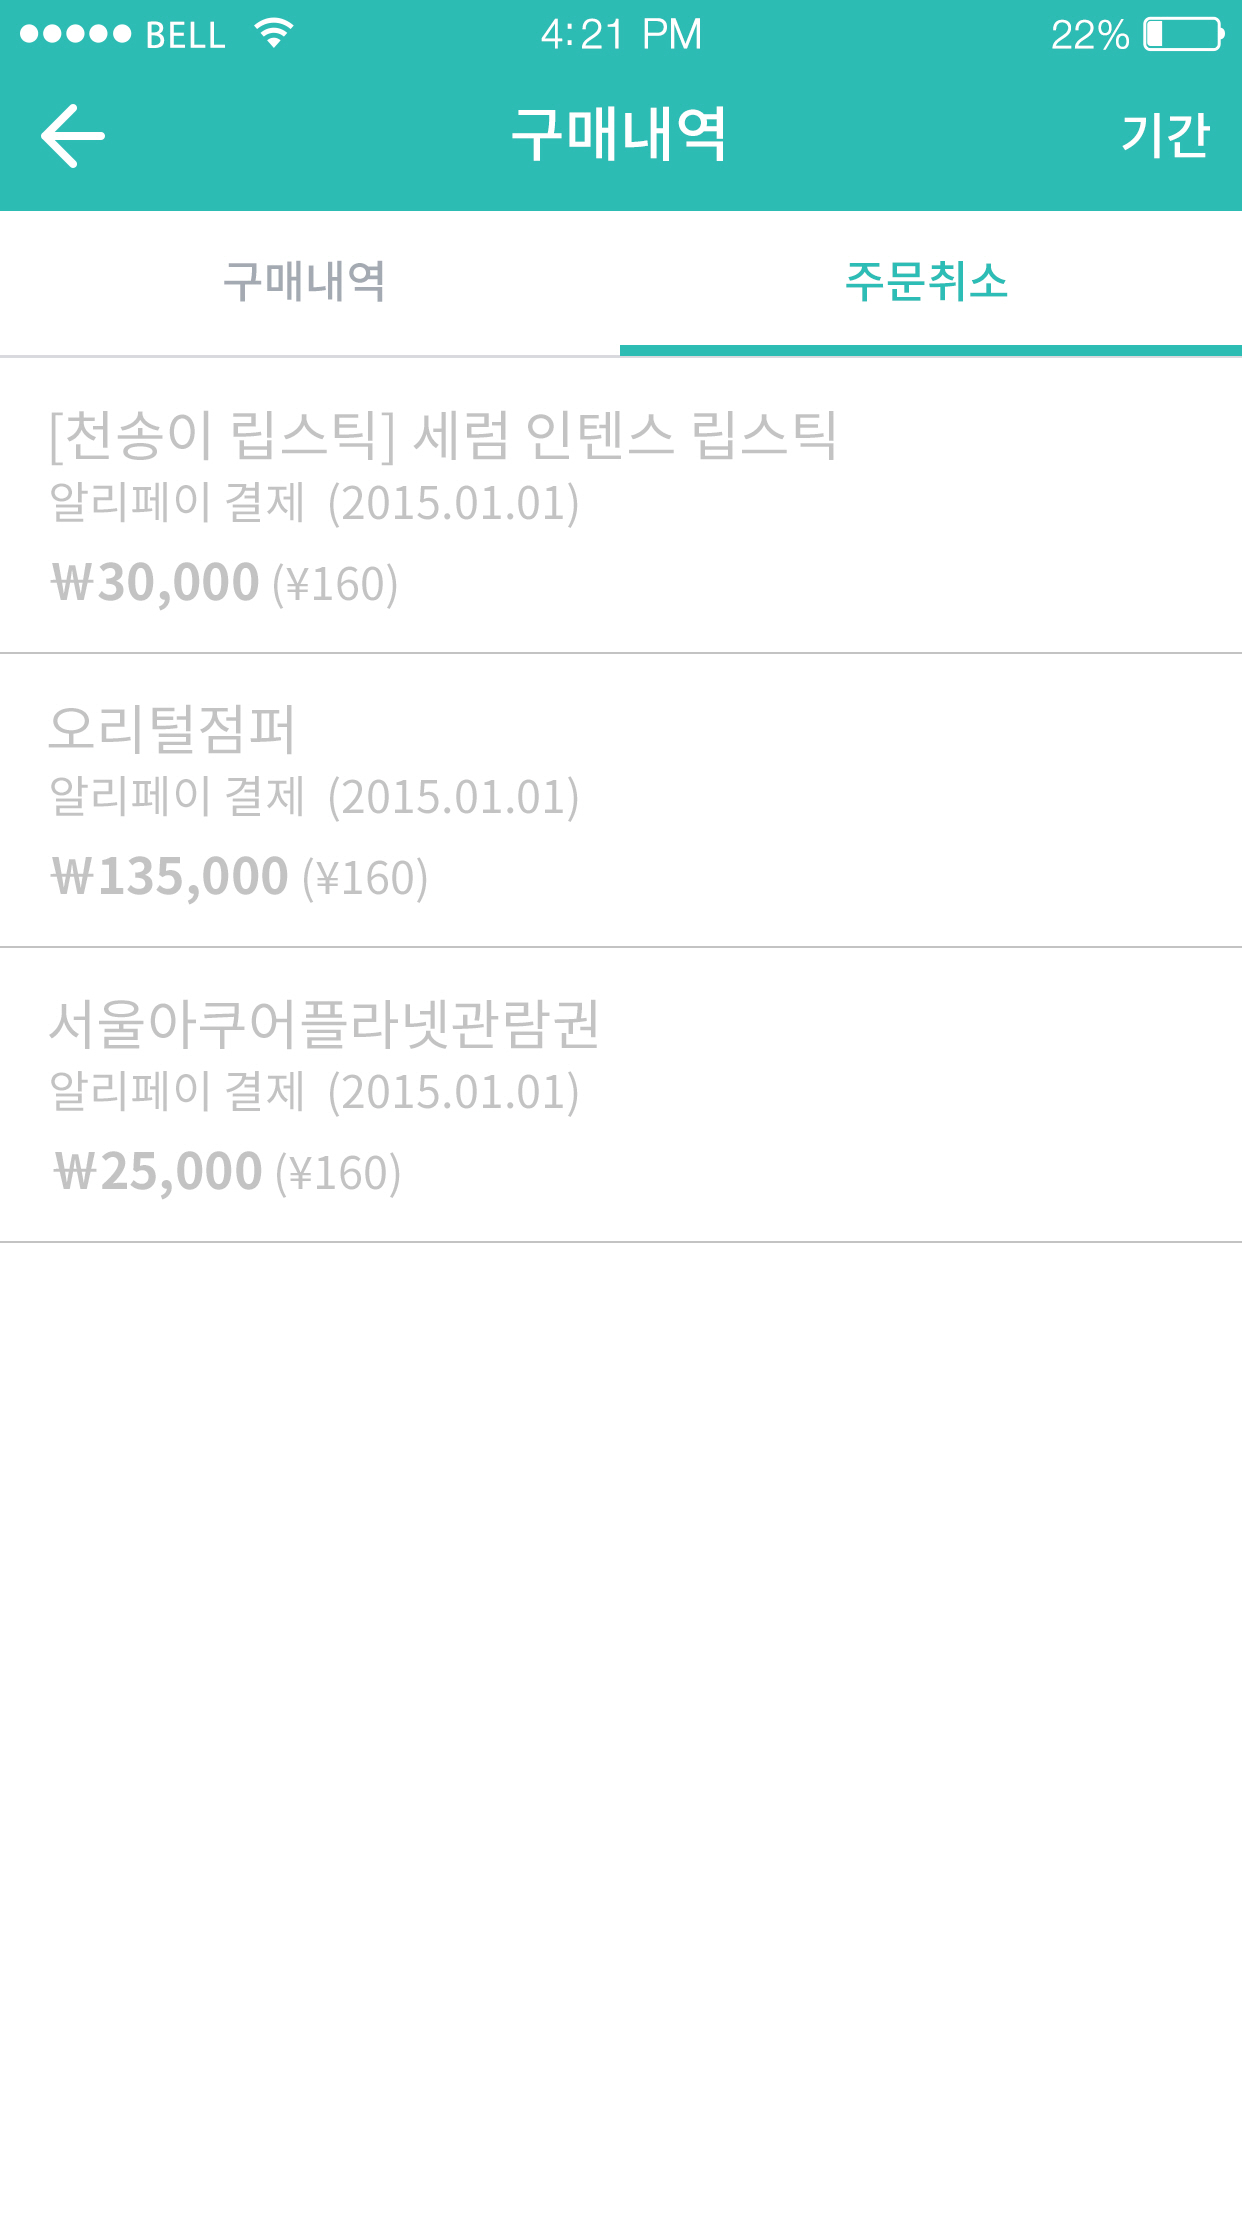 BELL 4:21 PM 22%
구매내역 기간
구매내역 주문취소
[천송이 립스틱] 세럼 인텐스 립스틱
알리페이 결제 (2015.01.01)
₩30,000 (¥160)
오리털점퍼
알리페이 결제 (2015.01.01)
₩135,000 (¥160)
서울아쿠어플라넷관람권
알리페이 결제 (2015.01.01)
₩25,000 (¥160)